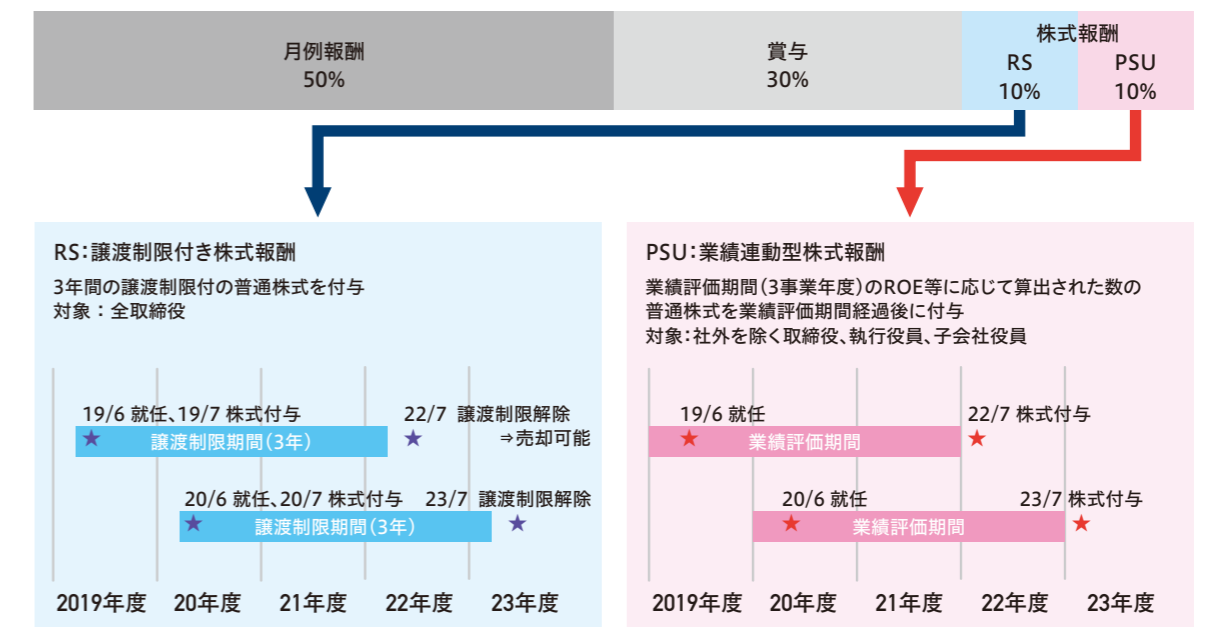 月例報酬
50%
賞与
30%
株式報酬
RS
10%
PSU
10%
RS：譲渡制限付き株式報酬
3年間の譲渡制限付の普通株式を付与
対象：全取締役
19/6 就任、19/7 株式付与
22/7 譲渡制限解除
⇒売却可能
★
★
譲渡制限期間（3年）
20/6 就任、20/7 株式付与
23/7 譲渡制限解除
★
★
譲渡制限期間（3年）
2019年度
20年度
21年度
22年度
23年度
PSU：業績連動型株式報酬
業績評価期間（3事業年度）のROE等に応じて算出された数の
普通株式を業績評価期間経過後に付与
対象：社外を除く取締役、執行役員、子会社役員
19/6 就任
22/7 株式付与
★
★
業績評価期間
20/6 就任
23/7 株式付与
★
★
業績評価期間
2019年度
20年度
21年度
22年度
23年度